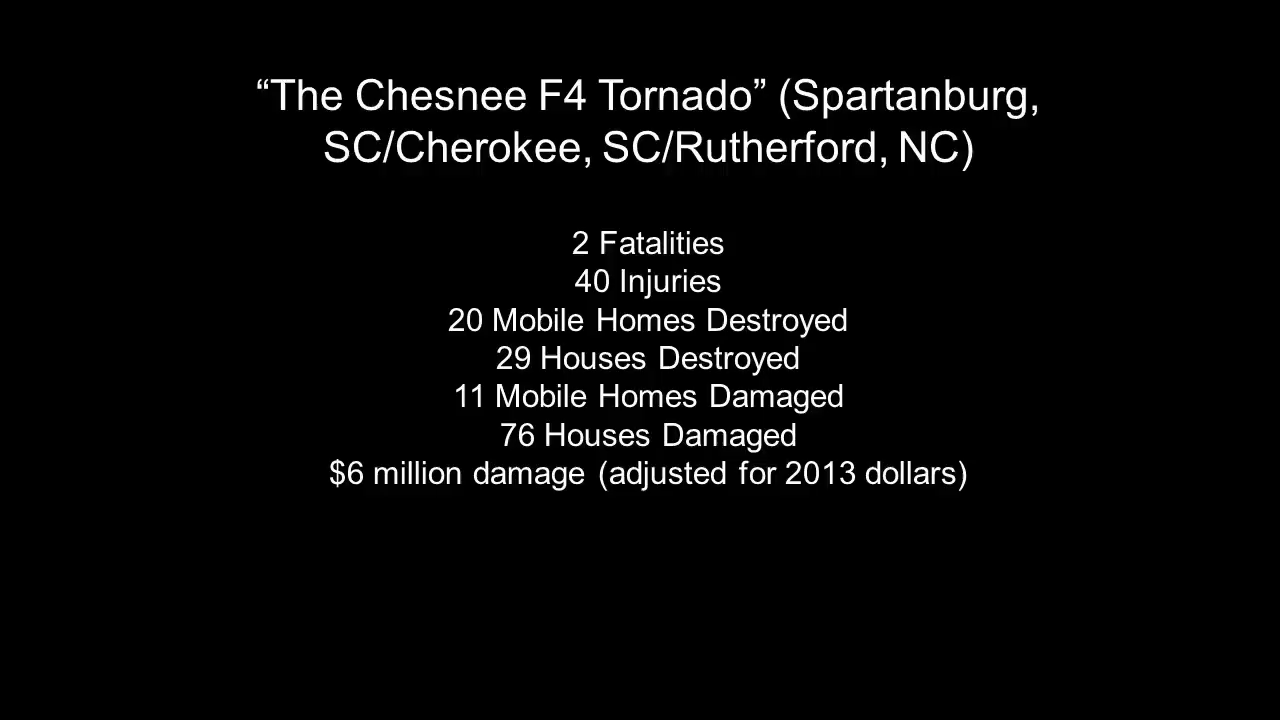 “The Chesnee F4 Tornado” (Spartanburg,
SC/Cherokee, SC/Rutherford, NC)
2 Fatalities
40 Injuries
20 Mobile Homes Destroyed
29 Houses Destroyed
11 Mobile Homes Damaged
76 Houses Damaged
$6 million damage (adjusted for 2013 dollars)